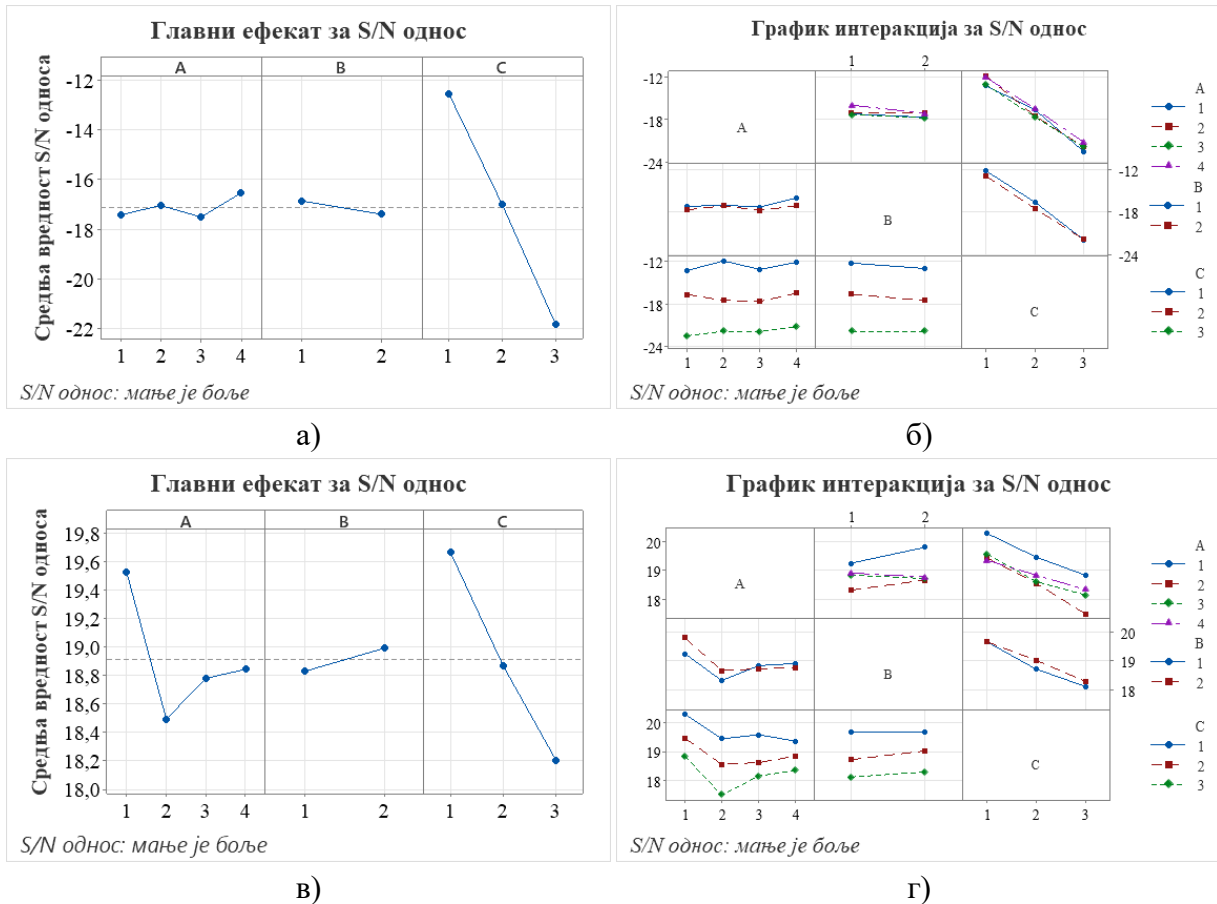 Главни ефекат за S/N однос
Средња вредност S/N односа
A B C
-12
-14
-16
-18
-20
-22
1 2 3 4 1 2 1 2 3
S/N однос: мање је боље
а)
График интеракција за S/N однос
1 2
-12
-18
-24
A
B
-12
-18
-24
-12
-18
-24
C
1 2 3 4 1 2 3
A
1
2
3
4
B
1
2
C
1
2
3
S/N однос: мање је боље
б)
Главни ефекат за S/N однос
Средња вредност S/N односа
A B C
19,8
19,6
19,4
19,2
19,0
18,8
18,6
18,4
18,2
18,0
1 2 3 4 1 2 1 2 3
S/N однос: мање је боље
в)
График интеракција за S/N однос
1 2
20
19
18
A
B
20
19
18
20
19
18
C
1 2 3 4 1 2 3
A
1
2
3
4
B
1
2
C
1
2
3
S/N однос: мање је боље
г)